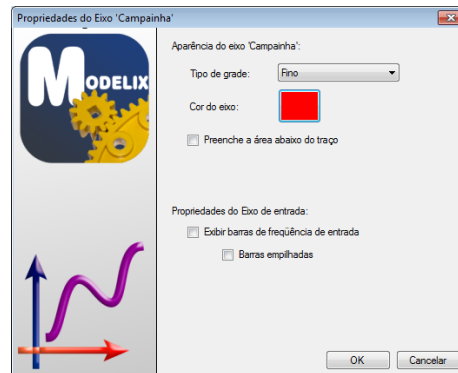 Propriedades do Eixo 'Campainha'
MODELIX
Aparência do eixo 'Campainha':
Tipo de grade: Fino
Cor do eixo:
Preenche a área abaixo do traço
Propriedades do Eixo de entrada:
Exibir barras de freqüência de entrada
Barras empilhadas
OK Cancelar